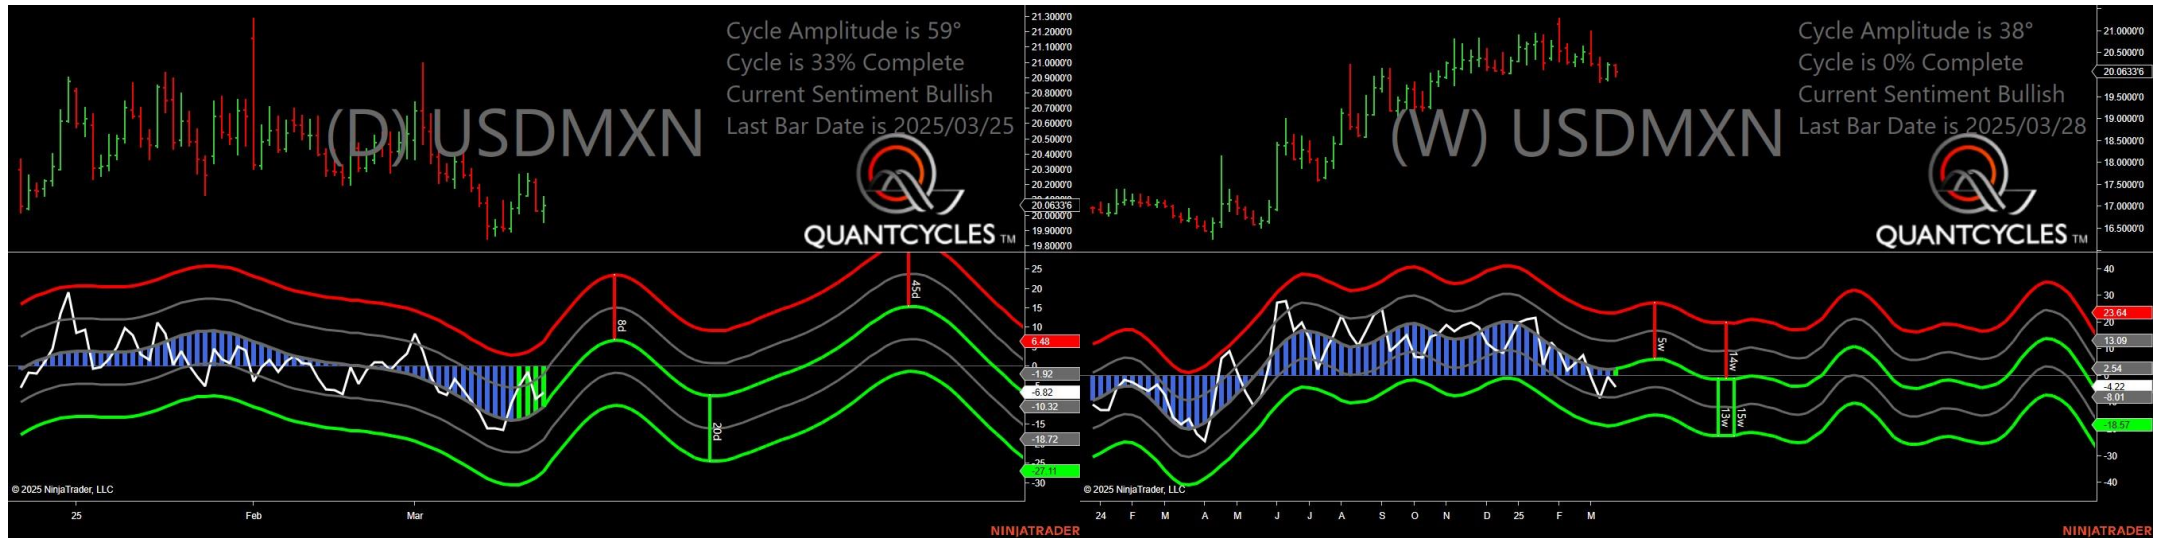 Cycle Amplitude is 59°
Cycle is 33% Complete
Current Sentiment Bullish
Last Bar Date is 2025/03/25
(D) USDMXN
QUANTCYCLES TM
21.3000'0
21.2000'0
21.1000'0
21.0000'0
20.9000'0
20.8000'0
20.7000'0
20.6000'0
20.5000'0
20.4000'0
20.3000'0
20.2000'0
20.0633'6
20.0000'0
19.9000'0
19.8000'0
8d
20d
45d
25
20
15
10
6.48
-1.92
-6.82
-10.32
-15
-18.72
-25
-27.11
-30
© 2025 NinjaTrader, LLC
25 Feb Mar
NINJATRADER
Cycle Amplitude is 38°
Cycle is 0% Complete
Current Sentiment Bullish
Last Bar Date is 2025/03/28
(W) USDMXN
QUANTCYCLES TM
21.0000'0
20.5000'0
20.0633'6
19.5000'0
19.0000'0
18.5000'0
18.0000'0
17.5000'0
17.0000'0
16.5000'0
5w
14w
13w
15w
40
30
23.64
20
13.09
10
2.54
-4.22
-8.01
-18.57
-30
-40
© 2025 NinjaTrader, LLC
24 F M A M J J A S O N D 25 F M
NINJATRADER